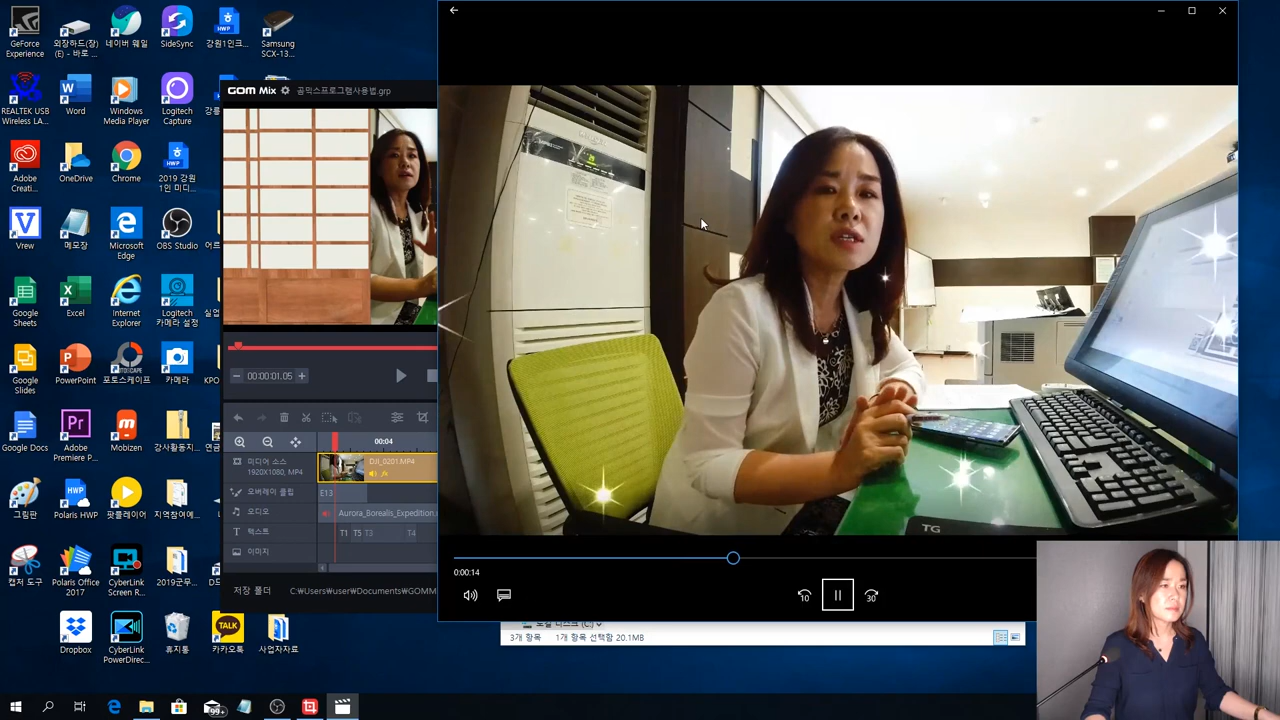 GeForce
Experience
외장하드(장)
(E) - 바로 ...
네이버 웨일
SideSync
강원1인크...
Samsung
SCX-13...
REALTEK USB
Wireless LA...
Word
Windows
Media Player
Logitech
Capture
Adobe
Creati...
OneDrive
Chrome
2019 강원
1인 미디...
Vrew
메모장
Microsoft
Edge
OBS Studio
Google
Sheets
Excel
Internet
Explorer
Logitech
카메라 설정
Google
Slides
PowerPoint
포토스케이프
카메라
KPO
Google Docs
Adobe
Premiere P...
Mobizen
강사활동지...
그림판
Polaris HWP
팟플레이어
지역참여예...
캡처 도구
Polaris Office
2017
CyberLink
Screen R...
2019군무...
Dropbox
CyberLink
PowerDirec...
휴지통
카카오톡
사업자자료
GOM Mix
곰믹스프로그램사용법.grp
00:00:01.05
00:04
미디어 소스
1920X1080, MP4
DJI_0201.MP4
오버레이 클립
E13
오디오
Aurora_Borealis_Expedition.
텍스트
T1 T5 T3 T4
이미지
저장 폴더
C:\Users\user\Documents\GOMM
TG
0:00:14
10
30
3개 항목 1개 항목 선택함 20.1MB
99+